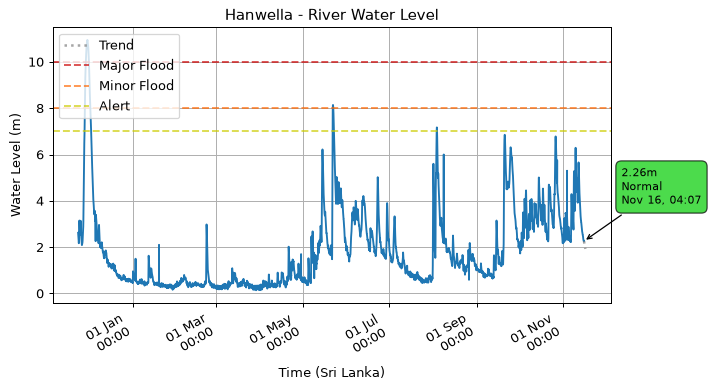 Hanwella - River Water Level
Trend
Major Flood
Minor Flood
Alert
Water Level (m)
10
8
6
4
2
0
2.26m
Normal
Nov 16, 04:07
01 Jan
00:00
01 Mar
00:00
01 May
00:00
01 Jul
00:00
01 Sep
00:00
01 Nov
00:00
Time (Sri Lanka)